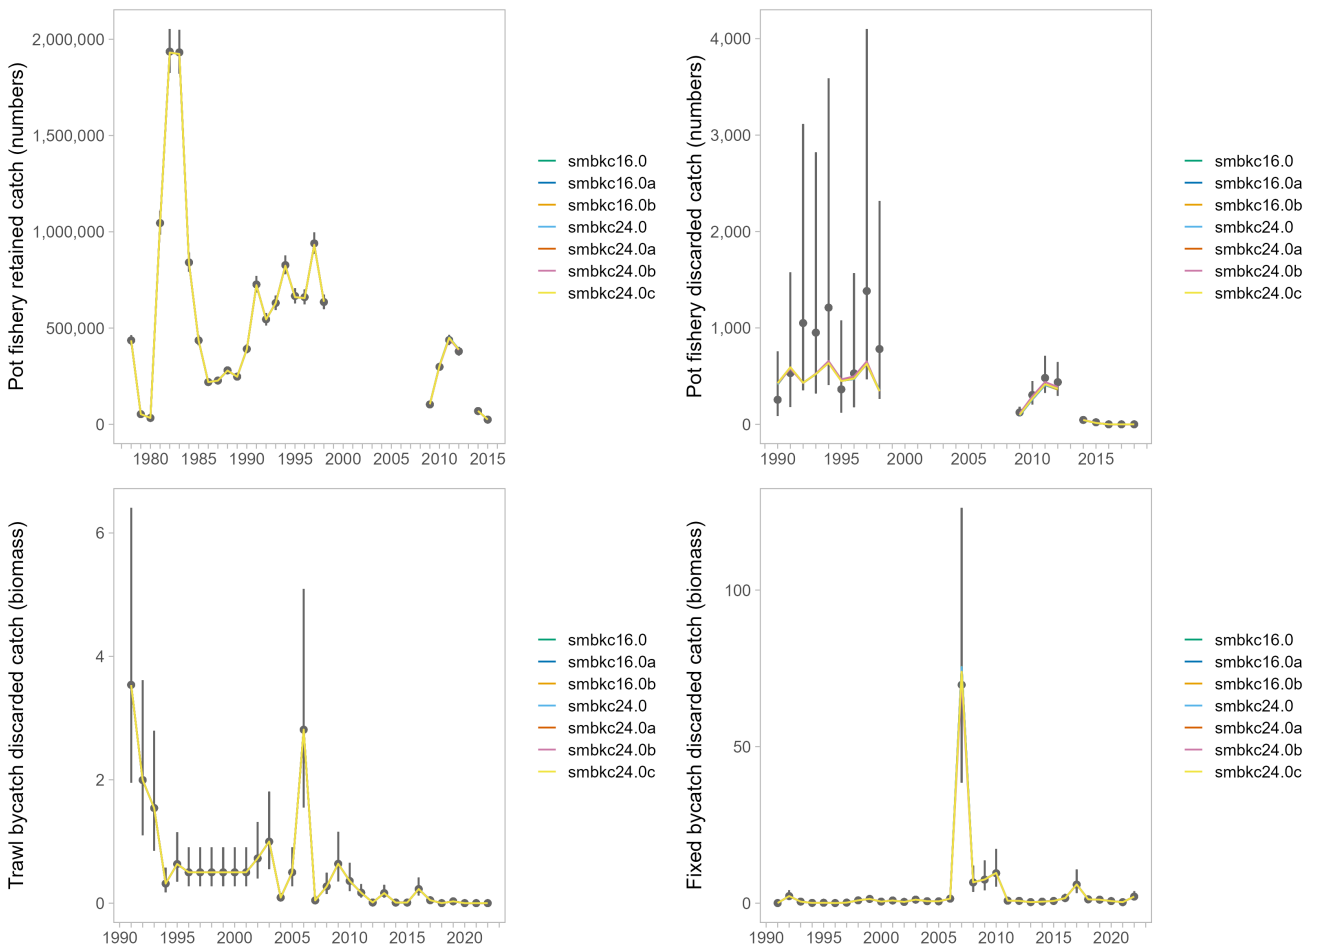 Pot fishery retained catch (numbers)
2,000,000
1,500,000
1,000,000
500,000
0
1980 1985 1990 1995 2000 2005 2010 2015
smbkc16.0
smbkc16.0a
smbkc16.0b
smbkc24.0
smbkc24.0a
smbkc24.0b
smbkc24.0c
Pot fishery discarded catch (numbers)
4,000
3,000
2,000
1,000
0
1990 1995 2000 2005 2010 2015
smbkc16.0
smbkc16.0a
smbkc16.0b
smbkc24.0
smbkc24.0a
smbkc24.0b
smbkc24.0c
Trawl bycatch discarded catch (biomass)
6
4
2
0
1990 1995 2000 2005 2010 2015 2020
smbkc16.0
smbkc16.0a
smbkc16.0b
smbkc24.0
smbkc24.0a
smbkc24.0b
smbkc24.0c
Fixed bycatch discarded catch (biomass)
100
50
0
1990 1995 2000 2005 2010 2015 2020
smbkc16.0
smbkc16.0a
smbkc16.0b
smbkc24.0
smbkc24.0a
smbkc24.0b
smbkc24.0c